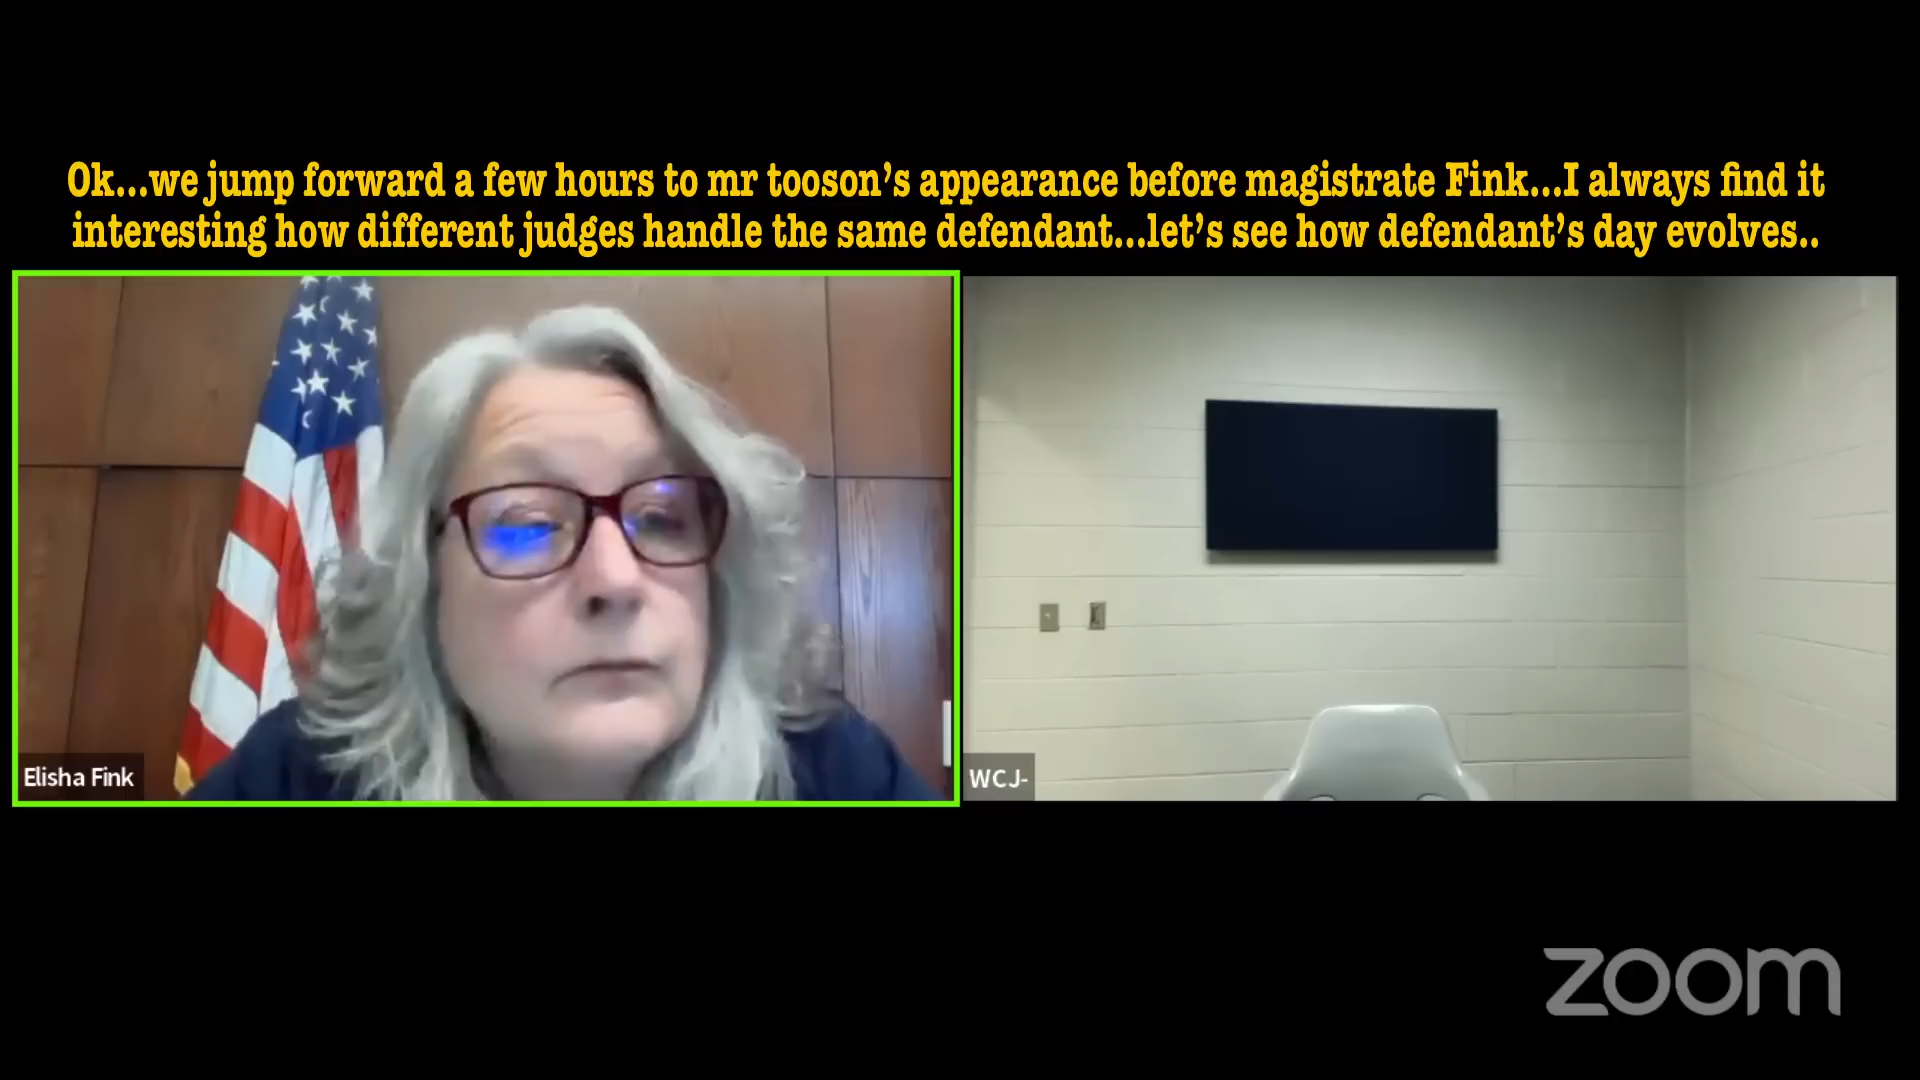 Ok...we jump forward a few hours to mr tooson's appearance before magistrate Fink...I always find it
interesting how different judges handle the same defendant...let's see how defendant's day evolves..
Elisha Fink
WCJ-
zoom